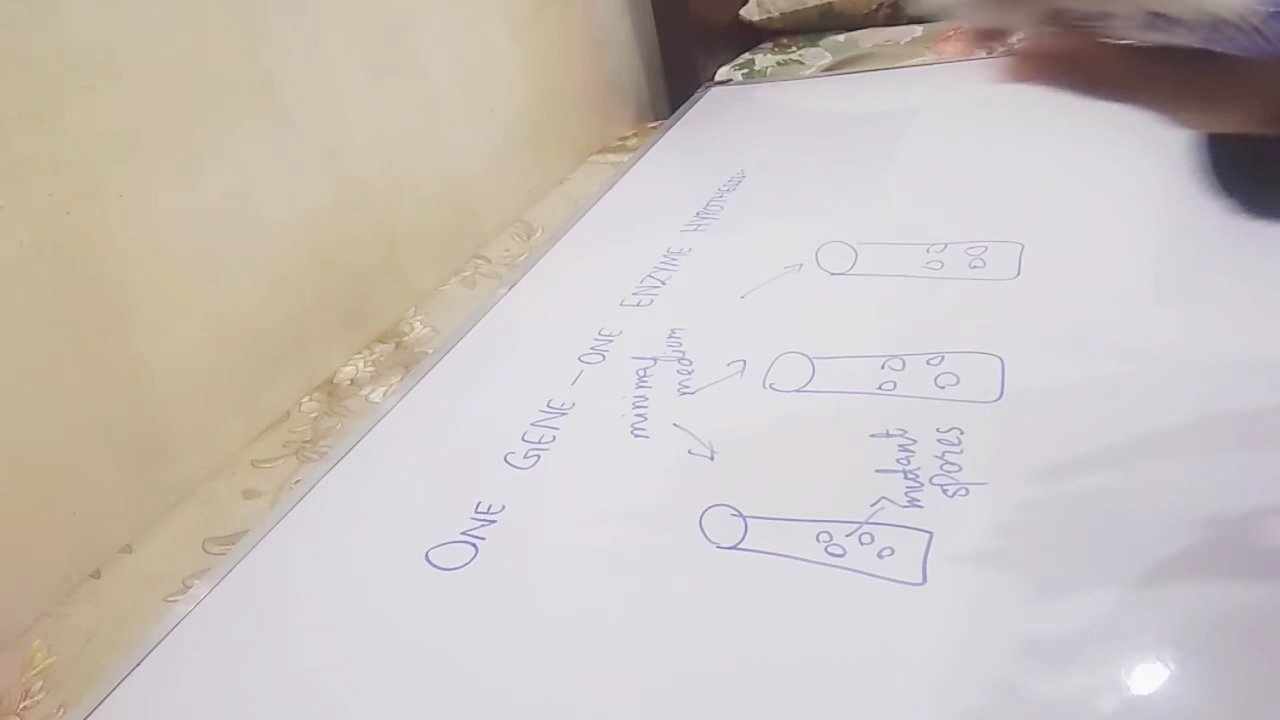 ONE GENE - ONE ENZYME HYPOTHESIS
minimal
medium
mutant
spores